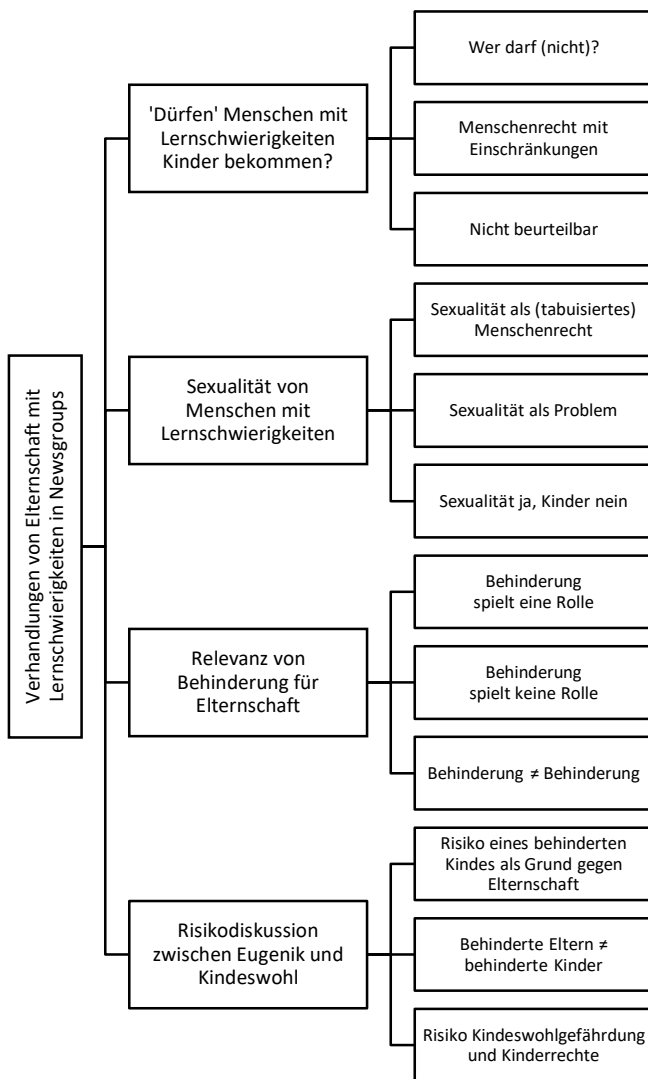 Verhandlungen von Elternschaft mit
Lernschwierigkeiten in Newsgroups
'Dürfen' Menschen mit
Lernschwierigkeiten
Kinder bekommen?
Wer darf (nicht)?
Menschenrecht mit
Einschränkungen
Nicht beurteilbar
Sexualität von
Menschen mit
Lernschwierigkeiten
Sexualität als (tabuisiertes)
Menschenrecht
Sexualität als Problem
Sexualität ja, Kinder nein
Relevanz von
Behinderung für
Elternschaft
Behinderung
spielt eine Rolle
Behinderung
spielt keine Rolle
Behinderung ≠ Behinderung
Risikodiskussion
zwischen Eugenik und
Kindeswohl
Risiko eines behinderten
Kindes als Grund gegen
Elternschaft
Behinderte Eltern ≠
behinderte Kinder
Risiko Kindeswohlgefährdung
und Kinderrechte